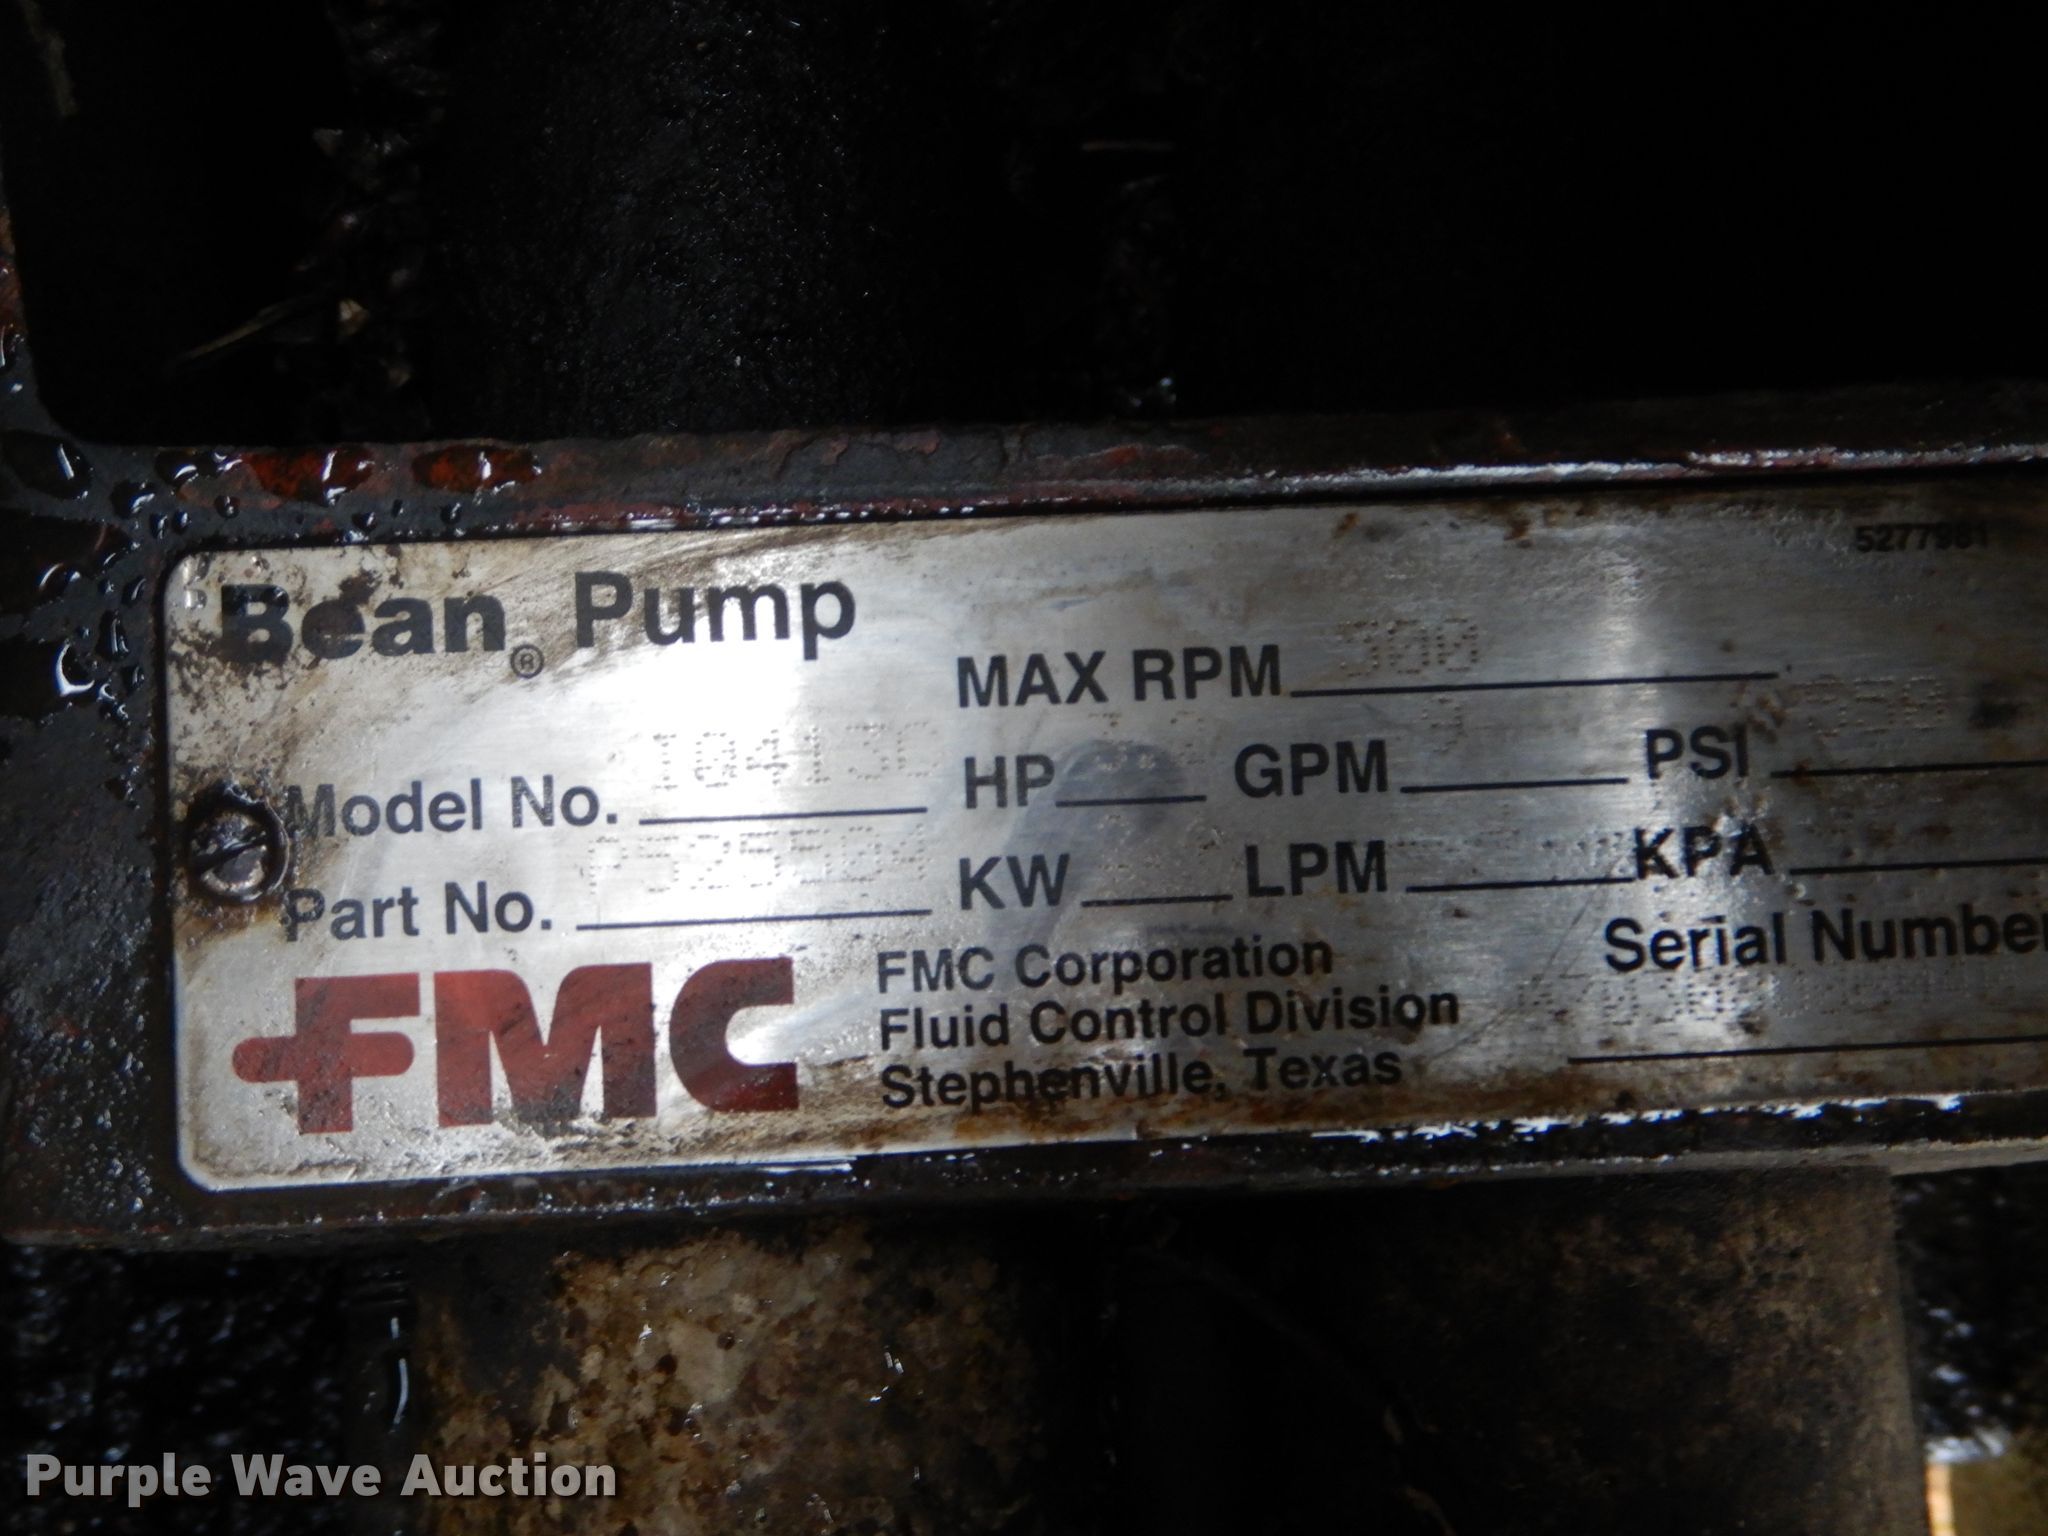 5277981
Bean® Pump
MAX RPM
Model No. HP GPM PSI
Part No. KW LPM KPA
FMC
FMC Corporation
Fluid Control Division
Stephenville, Texas
Serial Number
Purple Wave Auction